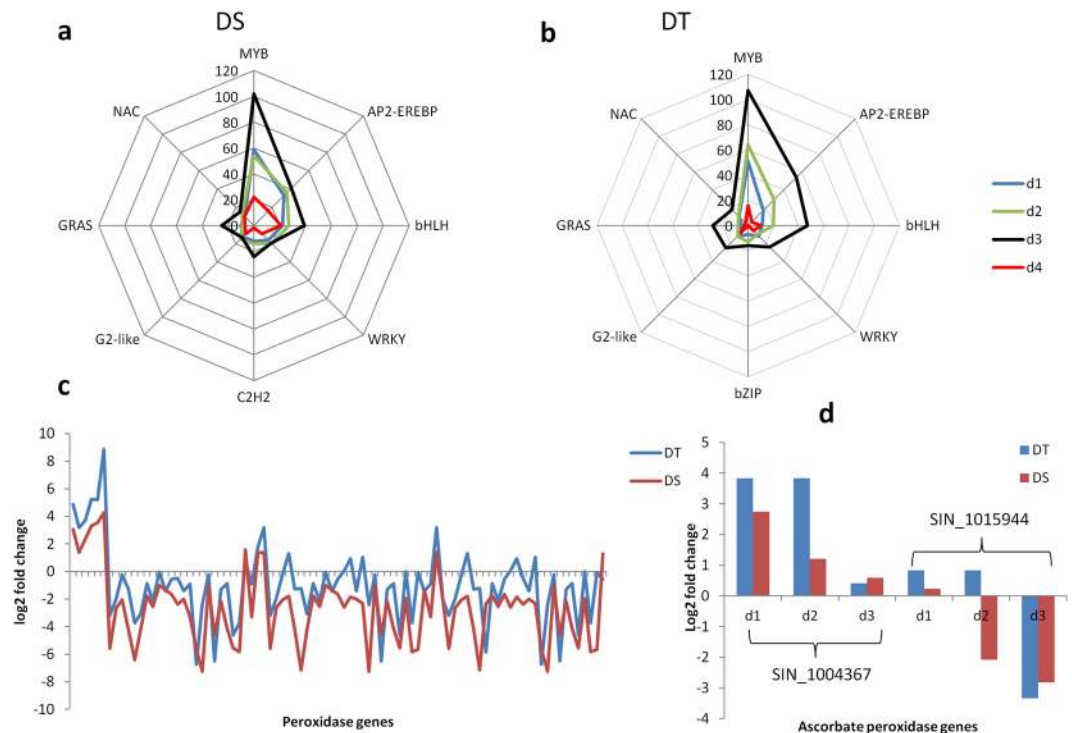 a DS
MYB
120
100
80
60
40
20
0
AP2-EREBP
bHLH
WRKY
C2H2
G2-like
GRAS
NAC
b DT
MYB
120
100
80
60
40
20
0
AP2-EREBP
bHLH
WRKY
bZIP
G2-like
GRAS
NAC
d1
d2
d3
d4
c
log2 fold change
10
8
6
4
2
0
-2
-4
-6
-8
-10
DT
DS
Peroxidase genes
d
Log2 fold change
5
4
3
2
1
0
-1
-2
-3
-4
DT
DS
SIN_1015944
d1 d2 d3 d1 d2 d3
SIN_1004367
Ascorbate peroxidase genes